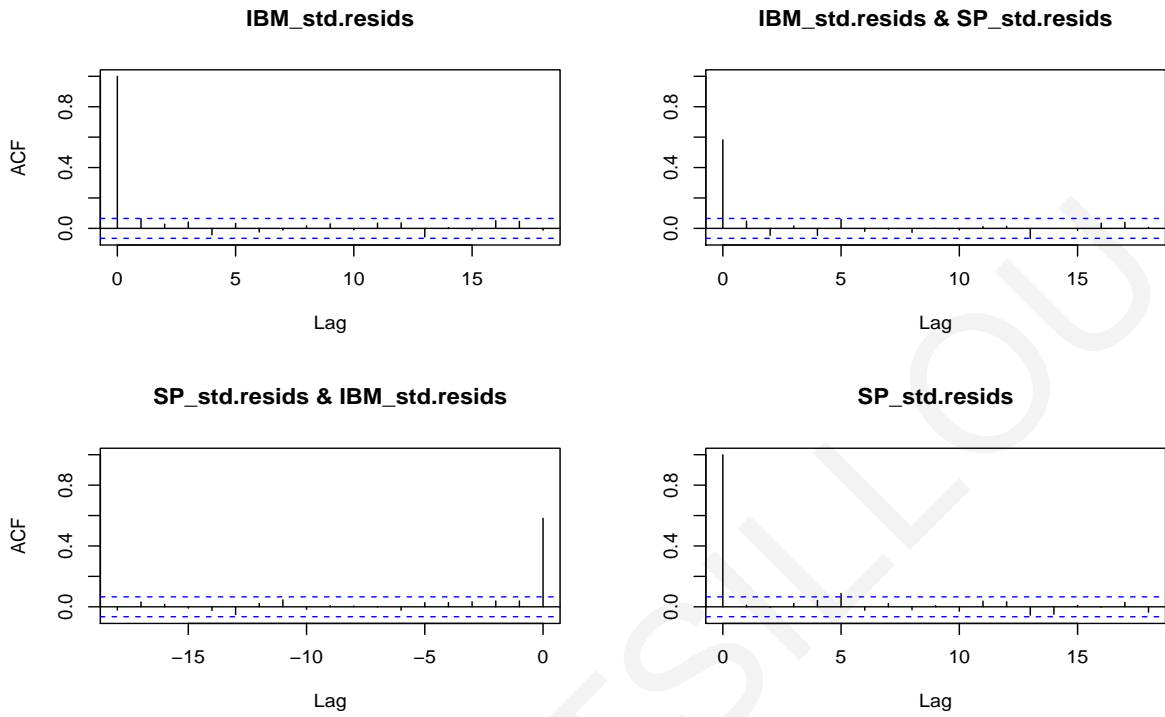 IBM_std.resids
IBM_std.resids & SP_std.resids
ACF
0.0 0.4 0.8
0 5 10 15
Lag
0.0 0.4 0.8
0 5 10 15
Lag
SP_std.resids & IBM_std.resids
SP_std.resids
ACF
0.0 0.4 0.8
−15 −10 −5 0
Lag
0.0 0.4 0.8
0 5 10 15
Lag
TSILLOU